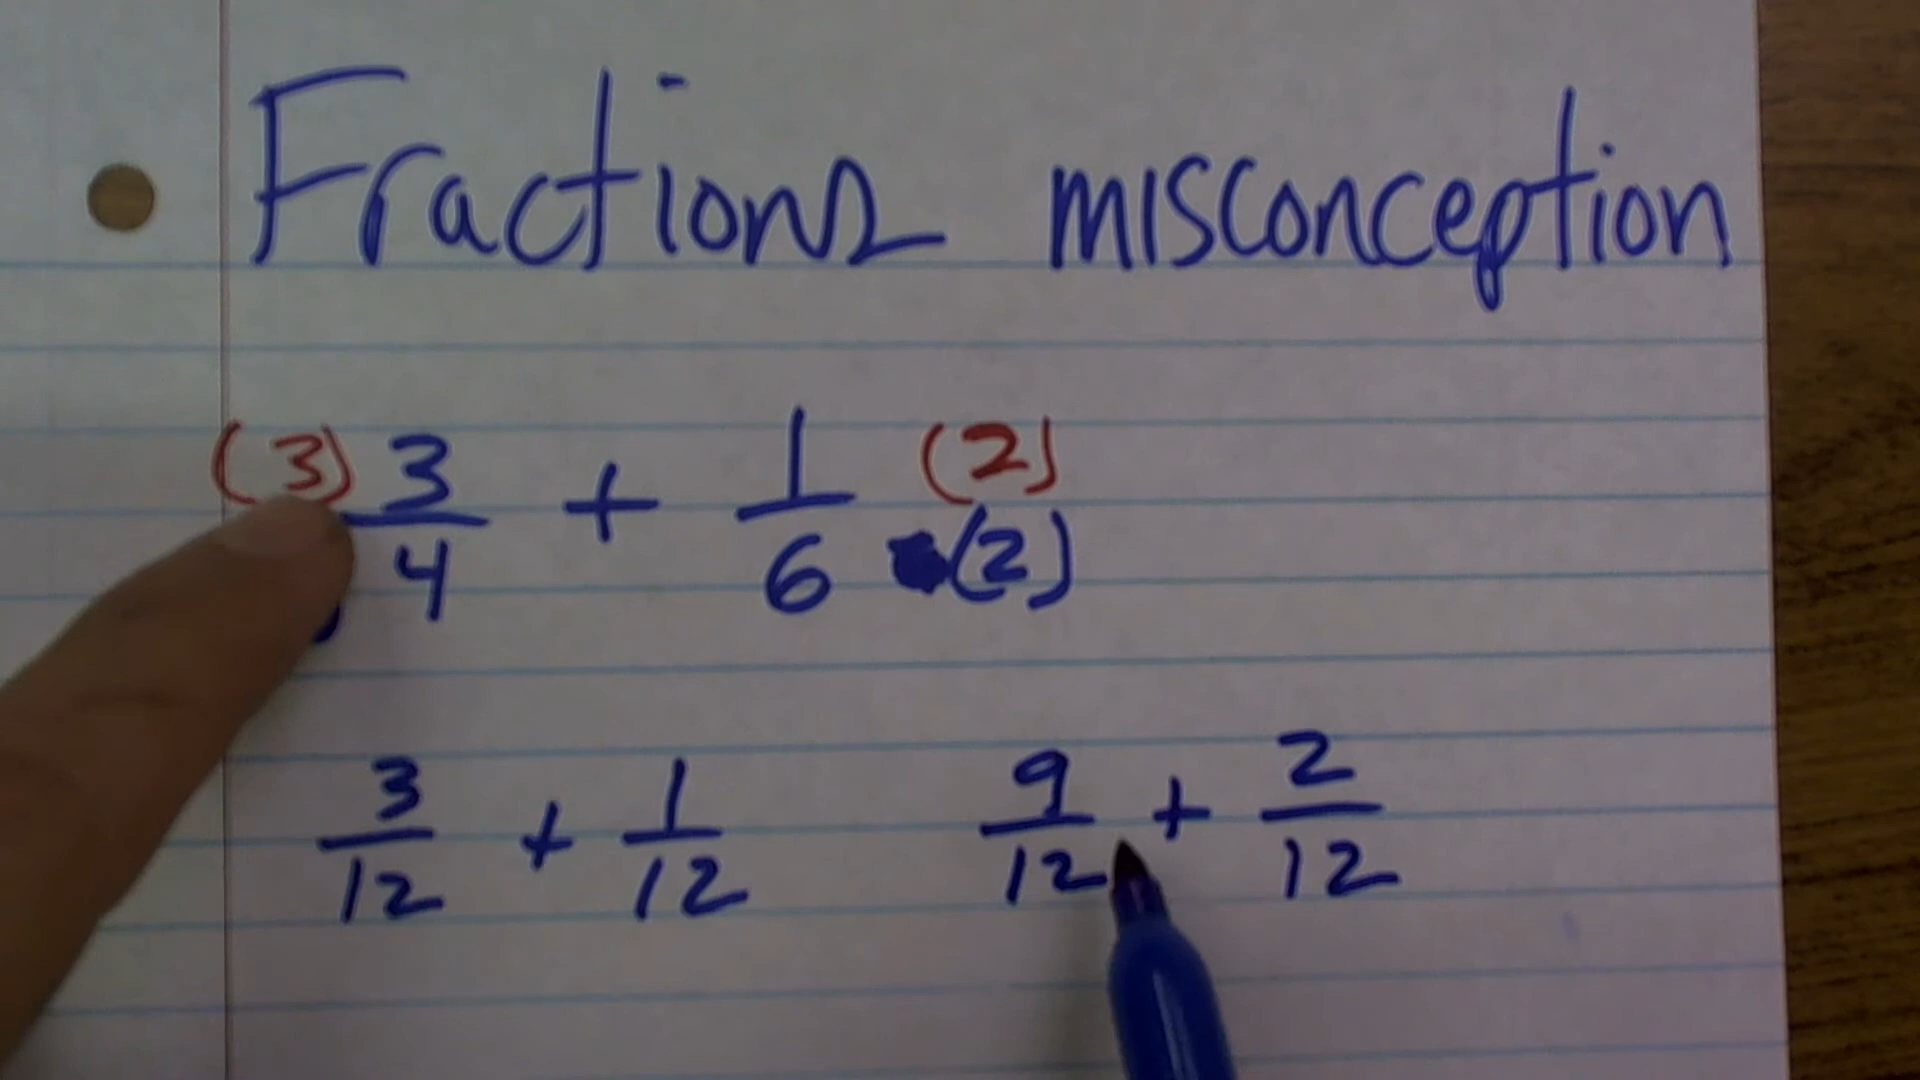 Fractions misconception
(3) 3/4 + 1/6 (2)
(2)
3/12 + 1/12 9/12 + 2/12